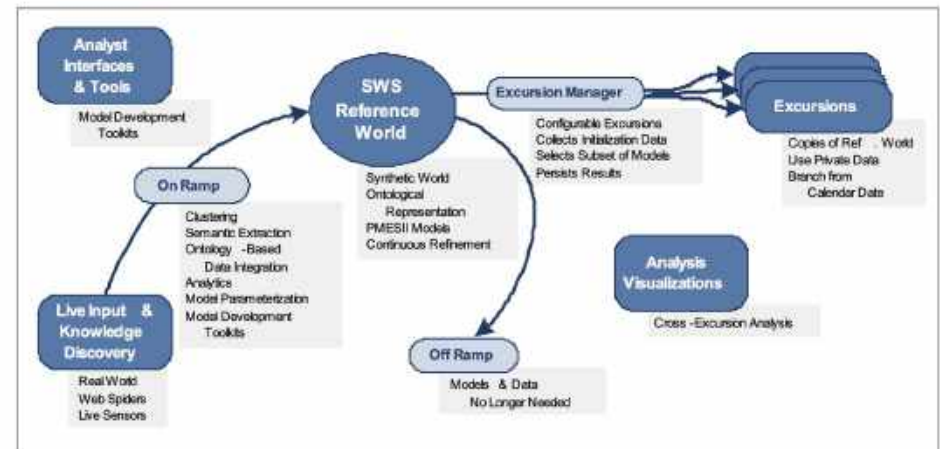 Analyst
Interfaces
& Tools
Model Development
Toolkits
SWS
Reference
World
Synthetic World
Ontological
Representation
PMESII Models
Continuous Refinement
Excursion Manager
Configurable Excursions
Collects Initialization Data
Selects Subset of Models
Persists Results
Excursions
Copies of Ref . World
Use Private Data
Branch from
Calendar Date
On Ramp
Clustering
Semantic Extraction
Ontology -Based
Data Integration
Analytics
Model Parameterization
Model Development
Toolkits
Live Input &
Knowledge
Discovery
Real World
Web Spiders
Live Sensors
Off Ramp
Models & Data
No Longer Needed
Analysis
Visualizations
Cross -Excursion Analysis